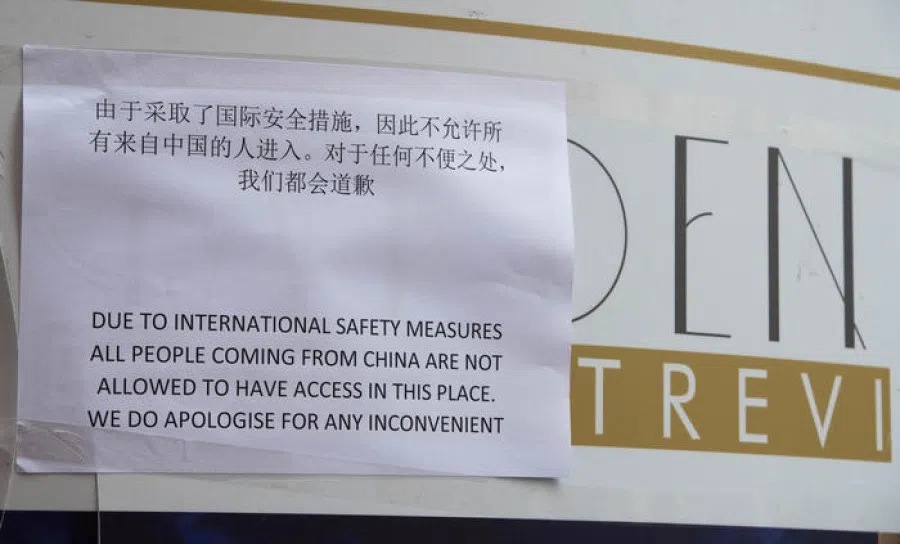 由于采取了国际安全措施，因此不允许所
有来自中国的人进入。对于任何不便之处，
我们都会道歉
DUE TO INTERNATIONAL SAFETY MEASURES
ALL PEOPLE COMING FROM CHINA ARE NOT
ALLOWED TO HAVE ACCESS IN THIS PLACE.
WE DO APOLOGISE FOR ANY INCONVENIENT
DEN
TREVI